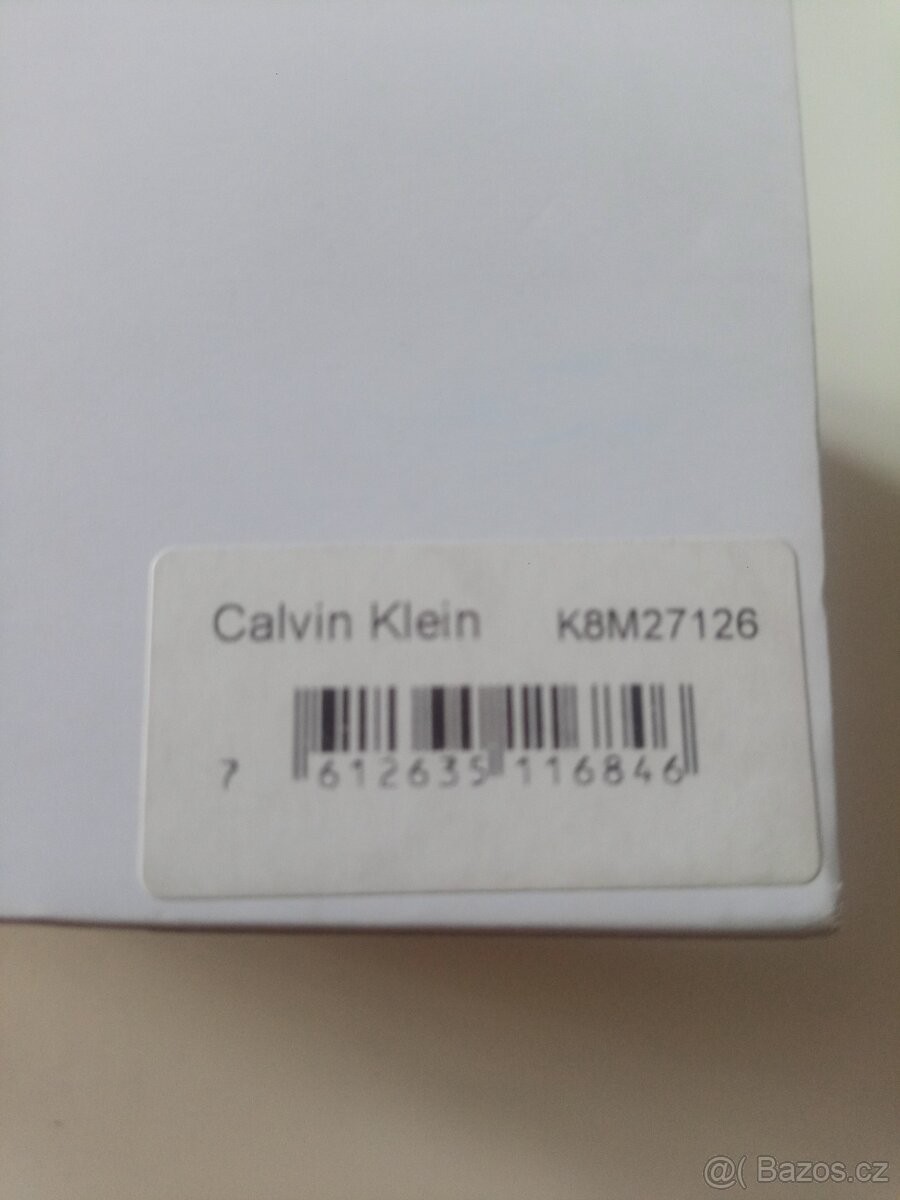 Calvin Klein K8M27126
7 612635 116846
@( Bazos.cz